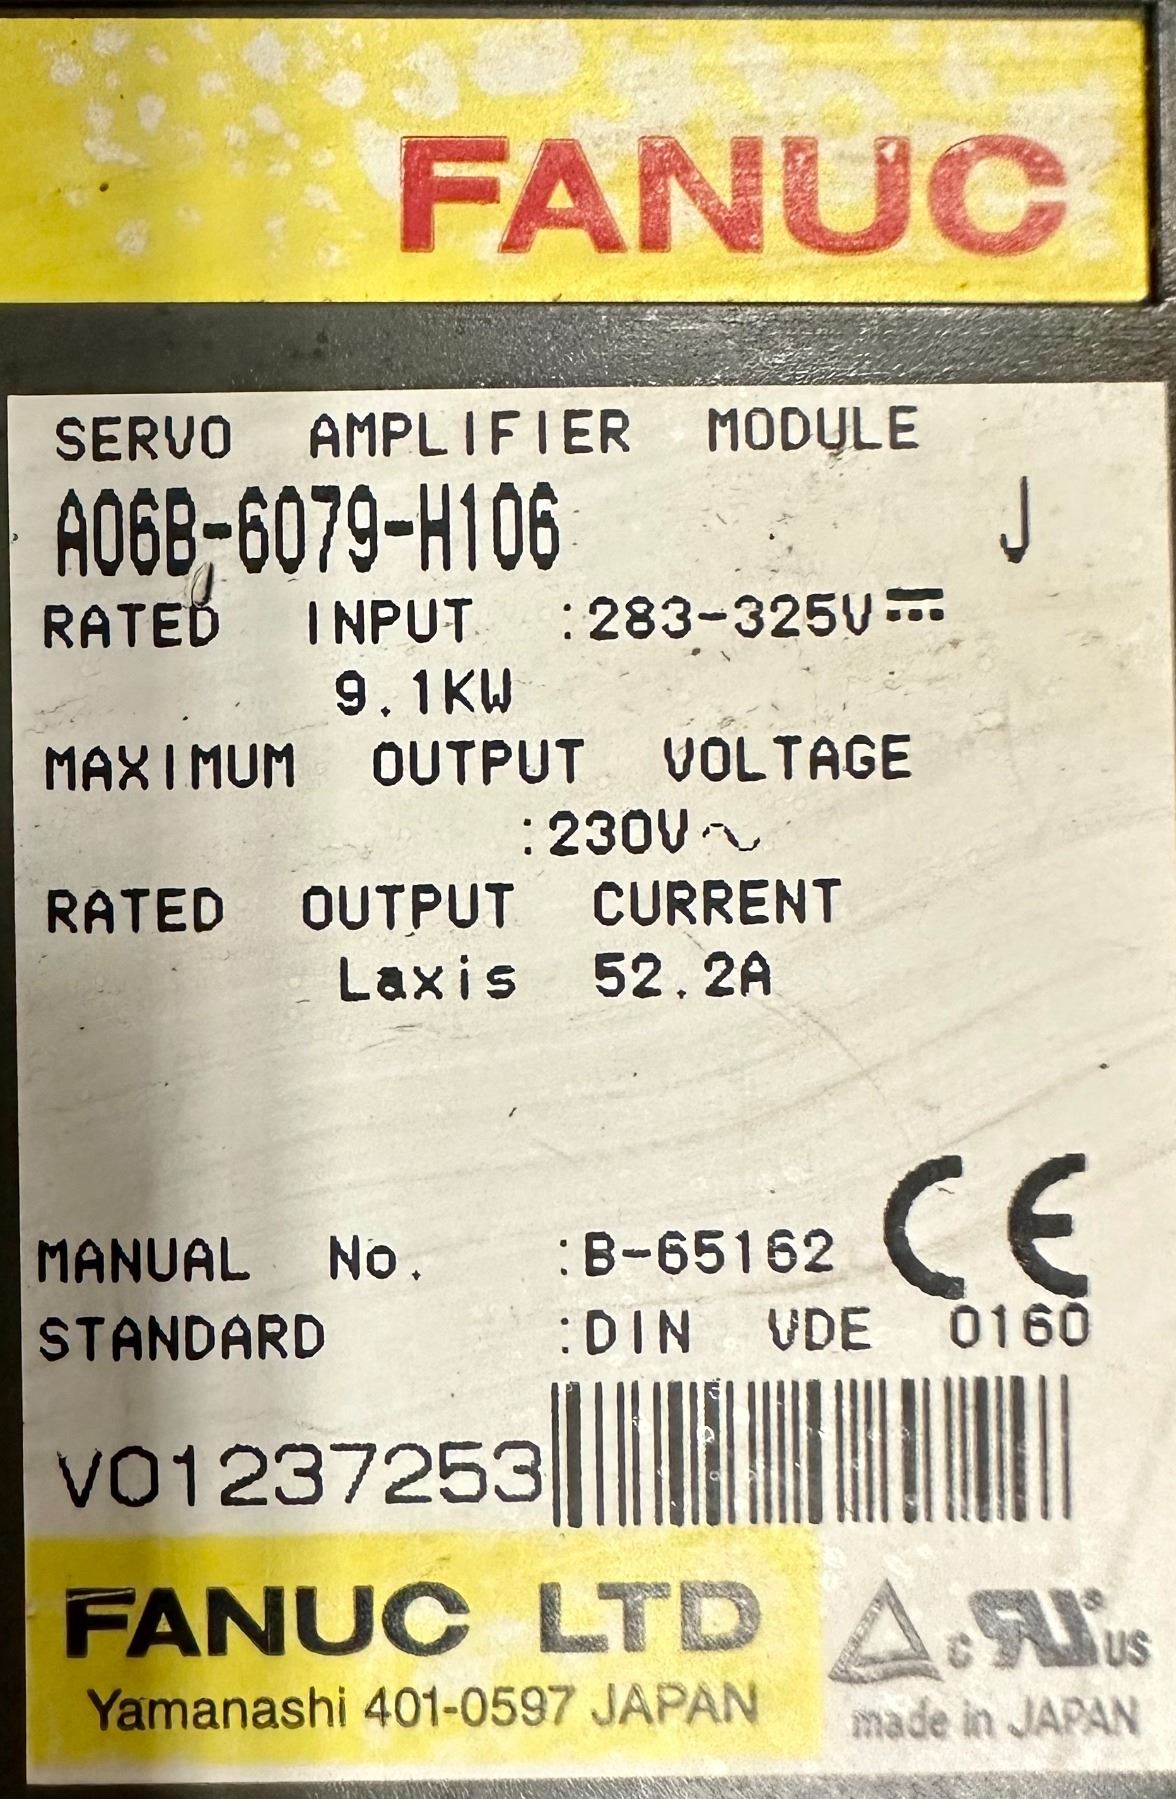 FANUC
SERVO AMPLIFIER MODULE
A06B-6079-H106 J
RATED INPUT :283-325V⎓
9.1KW
MAXIMUM OUTPUT VOLTAGE
:230V~
RATED OUTPUT CURRENT
Laxis 52.2A
MANUAL No. :B-65162 CE
STANDARD :DIN VDE 0160
V01237253
FANUC LTD
Yamanashi 401-0597 JAPAN
c RU US
made in JAPAN